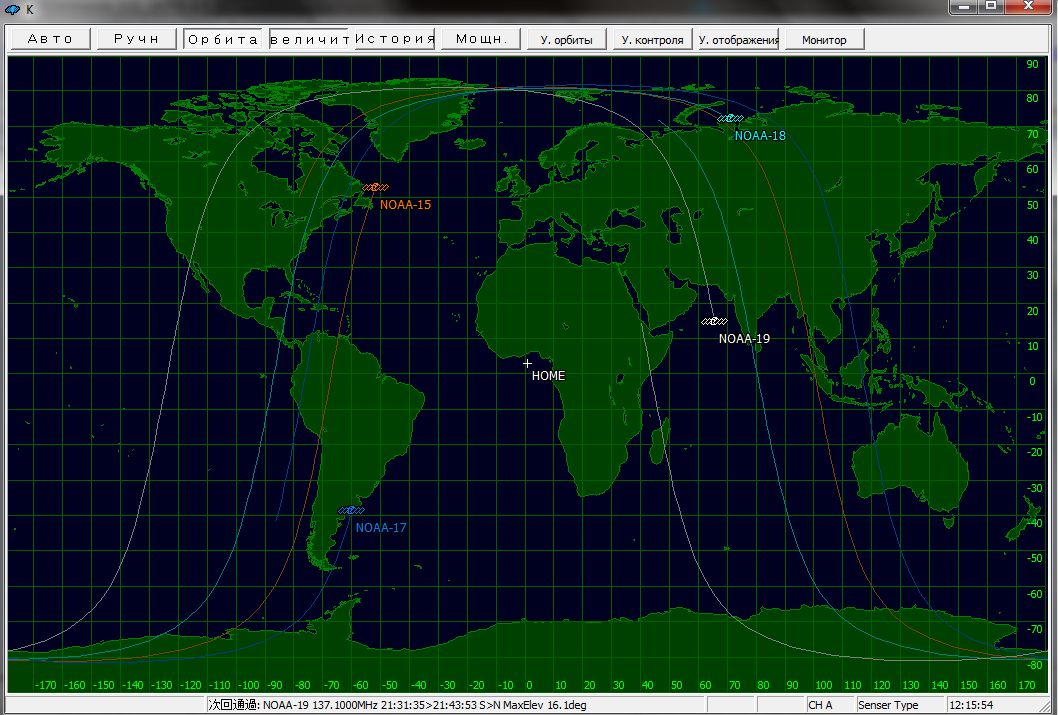 K
Авто Ручн Орбита величит История Мощн. У. орбиты У. контроля У. отображения Монитор
90
80
NOAA-18
70
60
NOAA-15
50
40
30
20
NOAA-19
10
HOME
0
-10
-20
-30
-40
NOAA-17
-50
-60
-70
-80
-170 -160 -150 -140 -130 -120 -110 -100 -90 -80 -70 -60 -50 -40 -30 -20 -10 0 10 20 30 40 50 60 70 80 90 100 110 120 130 140 150 160 170
次回通過: NOAA-19 137.1000MHz 21:31:35>21:43:53 S>N MaxElev 16.1deg CH A Senser Type 12:15:54